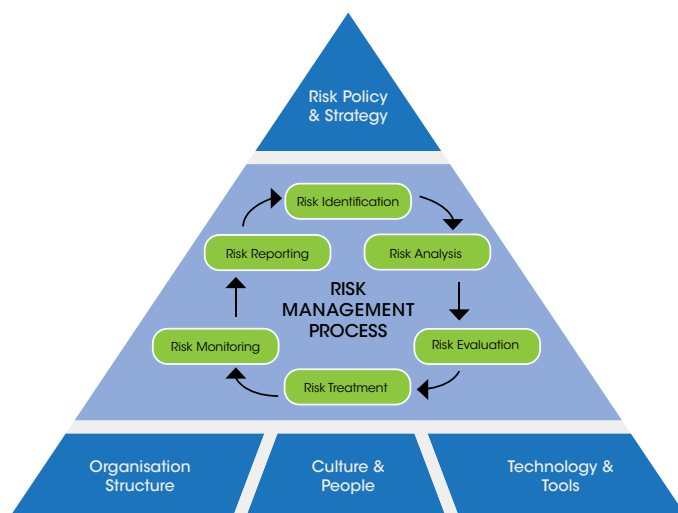 Risk Policy
& Strategy
Risk Identification
Risk Reporting
Risk Analysis
RISK
MANAGEMENT
PROCESS
Risk Monitoring
Risk Evaluation
Risk Treatment
Organisation
Structure
Culture &
People
Technology &
Tools